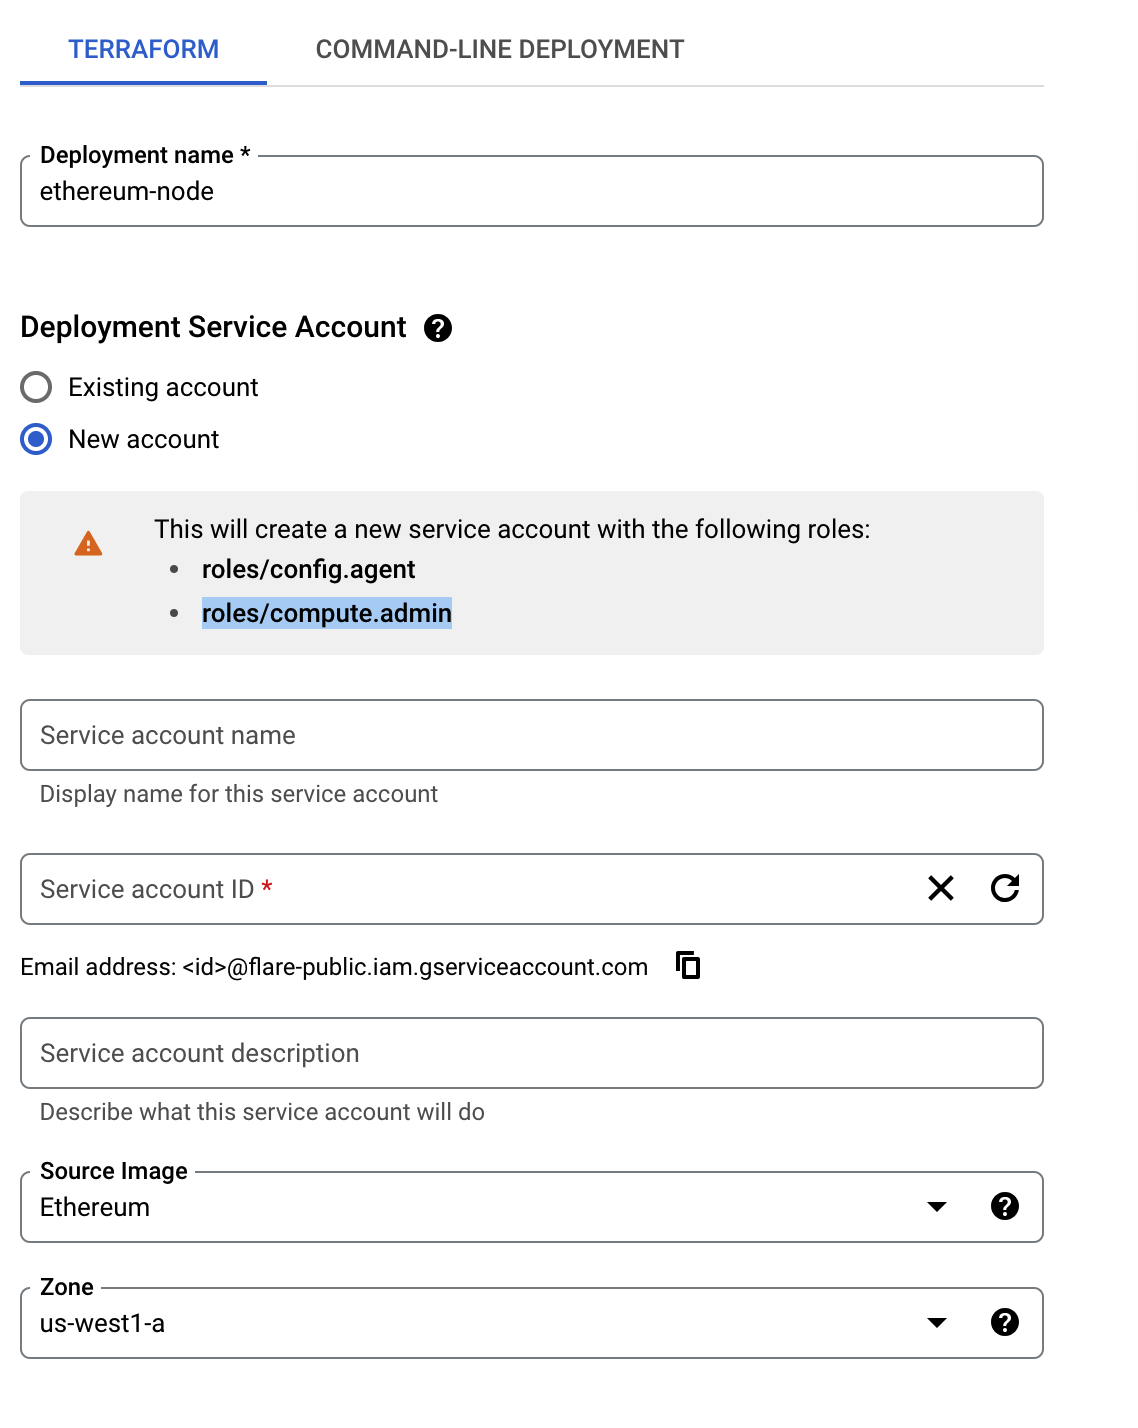 TERRAFORM COMMAND-LINE DEPLOYMENT
Deployment name *
ethereum-node
Deployment Service Account
Existing account
New account
This will create a new service account with the following roles:
• roles/config.agent
• roles/compute.admin
Service account name
Display name for this service account
Service account ID *
Email address: <id>@flare-public.iam.gserviceaccount.com
Service account description
Describe what this service account will do
Source Image
Ethereum
Zone
us-west1-a